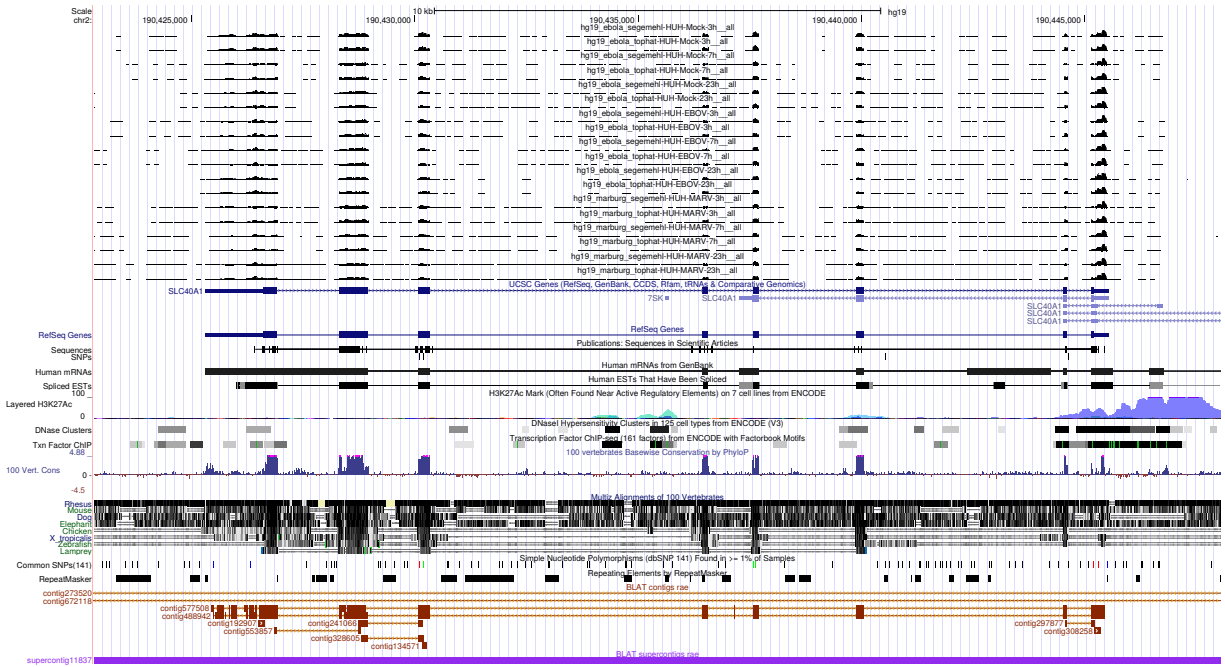 Scale 10 kb hg19
chr2: 190,425,000 190,430,000 190,435,000 190,440,000 190,445,000
hg19_ebola_segemehl-HUH-Mock-3h__all
hg19_ebola_tophat-HUH-Mock-3h__all
hg19_ebola_segemehl-HUH-Mock-7h__all
hg19_ebola_tophat-HUH-Mock-7h__all
hg19_ebola_segemehl-HUH-Mock-23h__all
hg19_ebola_tophat-HUH-Mock-23h__all
hg19_ebola_segemehl-HUH-EBOV-3h__all
hg19_ebola_tophat-HUH-EBOV-3h__all
hg19_ebola_segemehl-HUH-EBOV-7h__all
hg19_ebola_tophat-HUH-EBOV-7h__all
hg19_ebola_segemehl-HUH-EBOV-23h__all
hg19_ebola_tophat-HUH-EBOV-23h__all
hg19_marburg_segemehl-HUH-MARV-3h__all
hg19_marburg_tophat-HUH-MARV-3h__all
hg19_marburg_segemehl-HUH-MARV-7h__all
hg19_marburg_tophat-HUH-MARV-7h__all
hg19_marburg_segemehl-HUH-MARV-23h__all
hg19_marburg_tophat-HUH-MARV-23h__all
UCSC Genes (RefSeq, GenBank, CCDS, Rfam, tRNAs & Comparative Genomics)
SLC40A1
7SK SLC40A1
SLC40A1
SLC40A1
SLC40A1
RefSeq Genes
RefSeq Genes
Publications: Sequences in Scientific Articles
Sequences
SNPs
Human mRNAs from GenBank
Human mRNAs
Human ESTs That Have Been Spliced
Spliced ESTs
H3K27Ac Mark (Often Found Near Active Regulatory Elements) on 7 cell lines from ENCODE
100
Layered H3K27Ac
0
DNaseI Hypersensitivity Clusters in 125 cell types from ENCODE (V3)
DNase Clusters
Transcription Factor ChIP-seq (161 factors) from ENCODE with Factorbook Motifs
Txn Factor ChIP
100 vertebrates Basewise Conservation by PhyloP
4.88
100 Vert. Cons
0
-4.5
Multiz Alignments of 100 Vertebrates
Rhesus
Mouse
Dog
Elephant
Chicken
X_tropicalis
Zebrafish
Lamprey
Simple Nucleotide Polymorphisms (dbSNP 141) Found in >= 1% of Samples
Common SNPs(141)
Repeating Elements by RepeatMasker
RepeatMasker
BLAT contigs rae
contig273520
contig672118
contig577508
contig488942
contig192907 contig241066 contig297877
contig553857 contig308258
contig328605
contig134571
BLAT supercontigs rae
supercontig11837